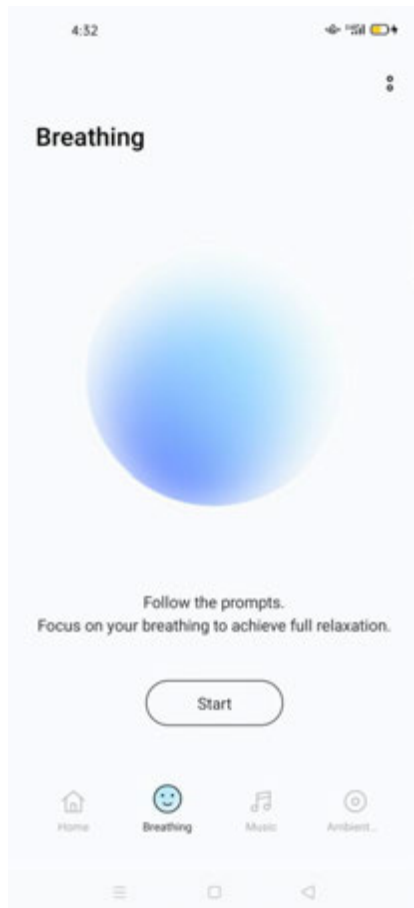 4:32
Breathing
Follow the prompts.
Focus on your breathing to achieve full relaxation.
Start
Home
Breathing
Music
Ambient...